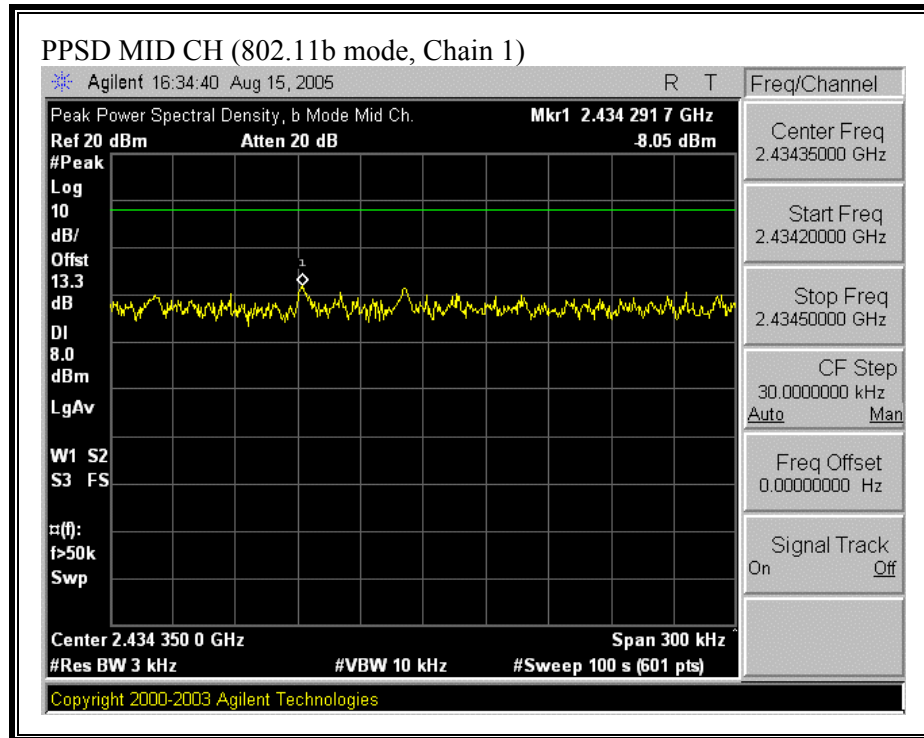 PPSD MID CH (802.11b mode, Chain 1)
Agilent 16:34:40 Aug 15, 2005 R T
Freq/Channel
Peak Power Spectral Density, b Mode Mid Ch. Mkr1 2.434 291 7 GHz
Ref 20 dBm Atten 20 dB -8.05 dBm
#Peak
Log
10
dB/
Offst
13.3
dB
DI
8.0
dBm
LgAv
W1 S2
S3 FS
¤(f):
f>50k
Swp
1
Center 2.434 350 0 GHz Span 300 kHz
#Res BW 3 kHz #VBW 10 kHz #Sweep 100 s (601 pts)
Copyright 2000-2003 Agilent Technologies
Center Freq
2.43435000 GHz
Start Freq
2.43420000 GHz
Stop Freq
2.43450000 GHz
CF Step
30.0000000 kHz
Auto Man
Freq Offset
0.00000000 Hz
Signal Track
On Off